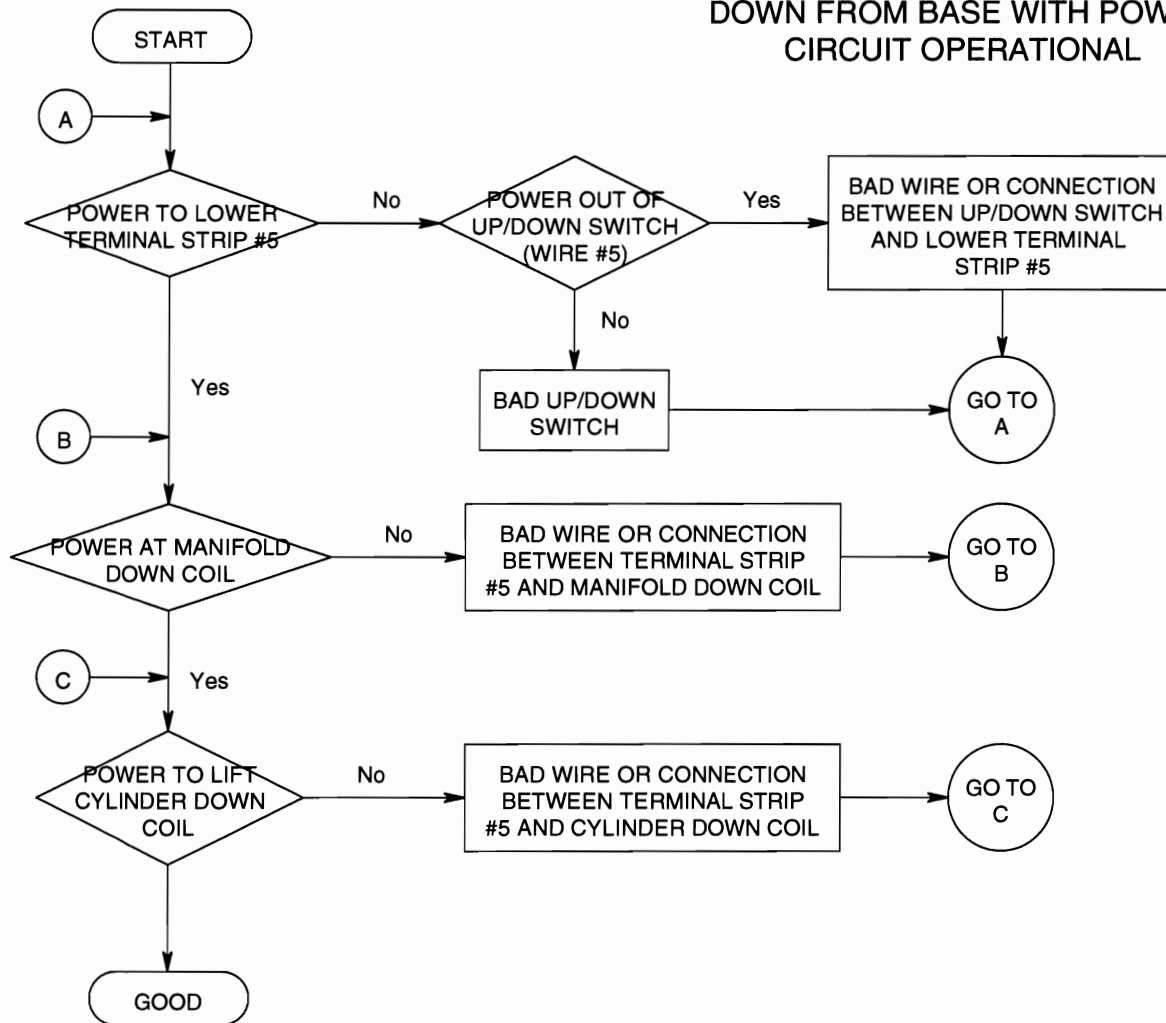 DOWN FROM BASE WITH POW
CIRCUIT OPERATIONAL
START
A
POWER TO LOWER
TERMINAL STRIP #5
No
POWER OUT OF
UP/DOWN SWITCH
(WIRE #5)
Yes
BAD WIRE OR CONNECTION
BETWEEN UP/DOWN SWITCH
AND LOWER TERMINAL
STRIP #5
No
Yes
BAD UP/DOWN
SWITCH
GO TO
A
B
POWER AT MANIFOLD
DOWN COIL
No
BAD WIRE OR CONNECTION
BETWEEN TERMINAL STRIP
#5 AND MANIFOLD DOWN COIL
GO TO
B
C
Yes
POWER TO LIFT
CYLINDER DOWN
COIL
No
BAD WIRE OR CONNECTION
BETWEEN TERMINAL STRIP
#5 AND CYLINDER DOWN COIL
GO TO
C
GOOD